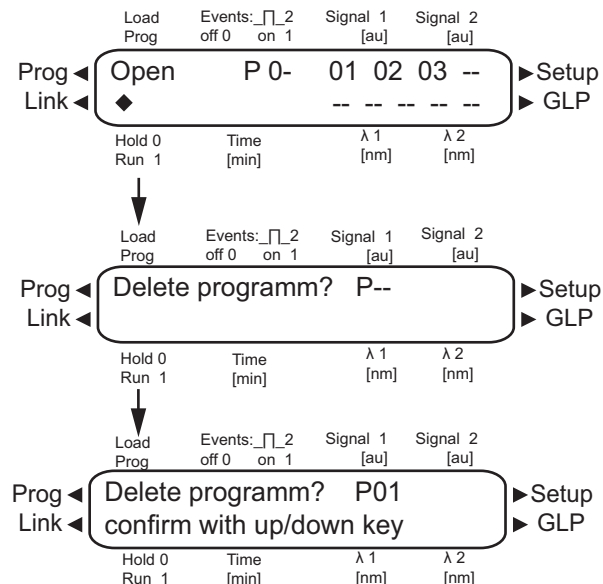 Load Events:_∏_2 Signal 1 Signal 2
Prog off 0 on 1 [au] [au]
Prog ◄ Open P 0- 01 02 03 -- ►Setup
Link ◄ ◆ -- -- -- -- -- ► GLP
Hold 0 Time λ 1 λ 2
Run 1 [min] [nm] [nm]
Load Events:_∏_2 Signal 1 Signal 2
Prog off 0 on 1 [au] [au]
Prog ◄ Delete programm? P-- ►Setup
Link ◄ ► GLP
Hold 0 Time λ 1 λ 2
Run 1 [min] [nm] [nm]
Load Events:_∏_2 Signal 1 Signal 2
Prog off 0 on 1 [au] [au]
Prog ◄ Delete programm? P01 ►Setup
Link ◄ confirm with up/down key ► GLP
Hold 0 Time λ 1 λ 2
Run 1 [min] [nm] [nm]